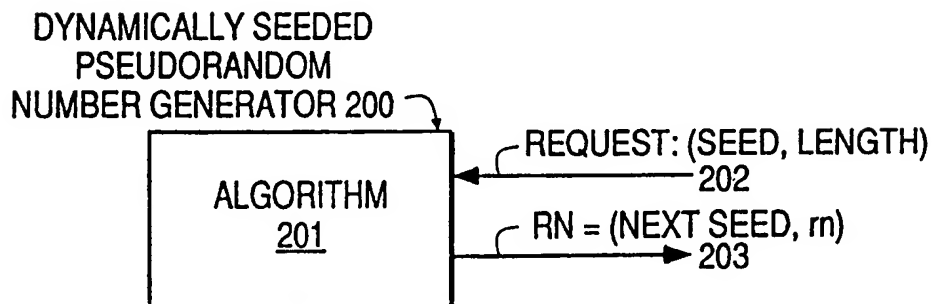 DYNAMICALLY SEEDED
PSEUDORANDOM
NUMBER GENERATOR 200
REQUEST: (SEED, LENGTH)
202
ALGORITHM
201
RN = (NEXT SEED, rn)
203